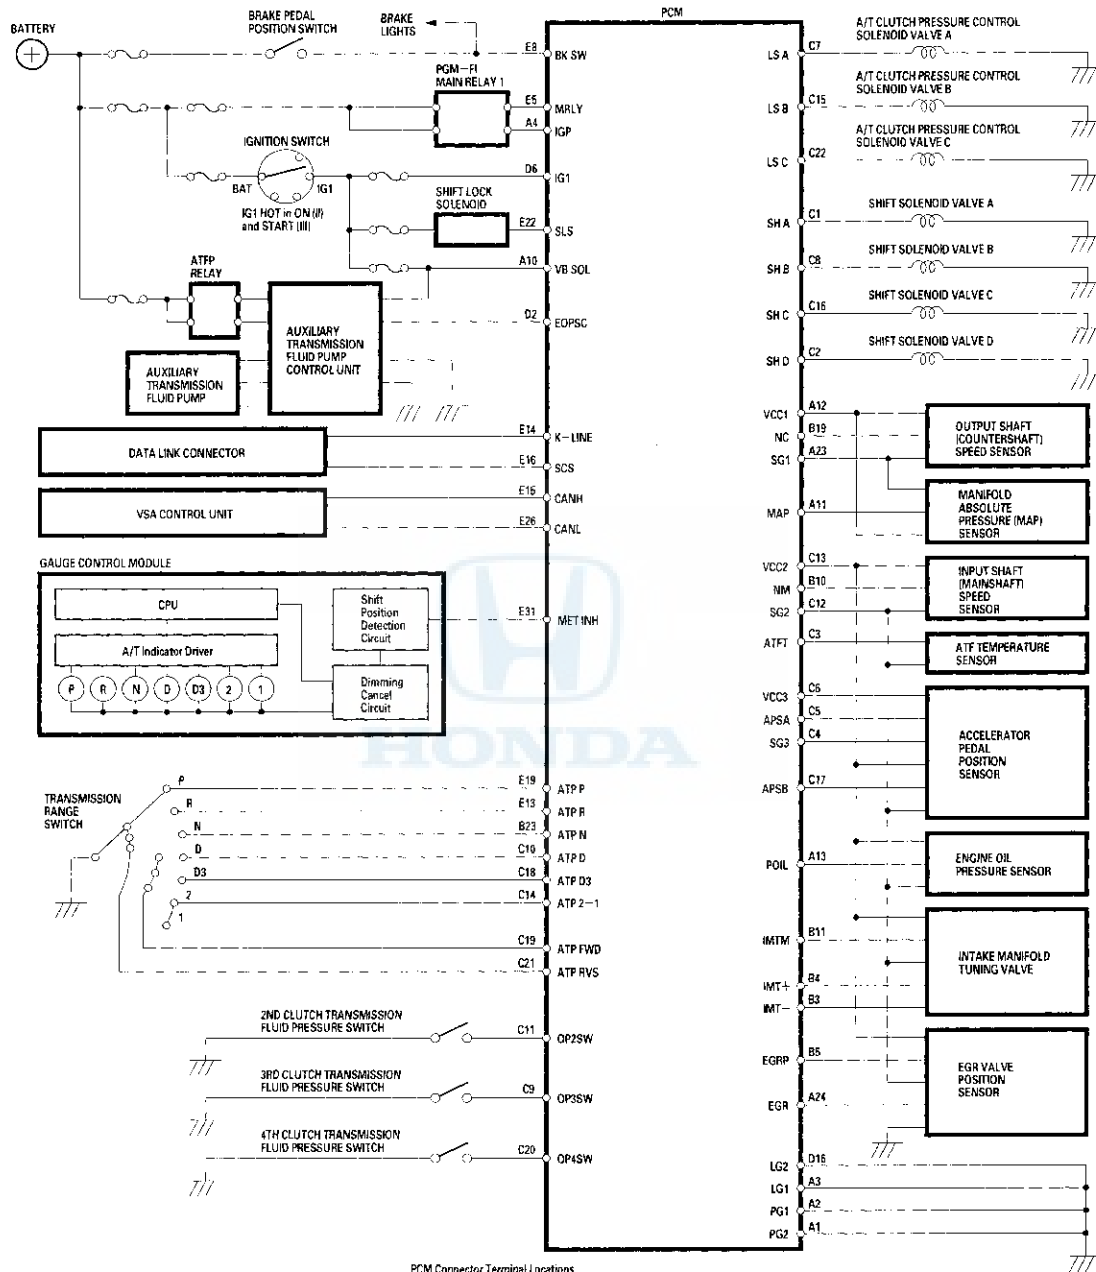 PCM
BATTERY
BRAKE PEDAL
POSITION SWITCH
BRAKE
LIGHTS
E8
BK SW
PGM-FI
MAIN RELAY 1
E5
MRLY
A4
IGP
IGNITION SWITCH
BAT
IG1
IG1 HOT in ON (II)
and START (III)
D6
IG1
SHIFT LOCK
SOLENOID
E22
SLS
A10
VB SOL
ATFP
RELAY
D2
EOPSC
AUXILIARY
TRANSMISSION
FLUID PUMP
CONTROL UNIT
AUXILIARY
TRANSMISSION
FLUID PUMP
DATA LINK CONNECTOR
E14
K-LINE
E16
SCS
VSA CONTROL UNIT
E15
CANH
E26
CANL
GAUGE CONTROL MODULE
CPU
A/T Indicator Driver
P R N D D3 2 1
Shift
Position
Detection
Circuit
Dimming
Cancel
Circuit
E31
MET INH
HONDA
TRANSMISSION
RANGE
SWITCH
P
E19
ATP P
R
E13
ATP R
N
B23
ATP N
D
C10
ATP D
D3
C18
ATP D3
2
C14
ATP 2-1
1
C19
ATP FWD
C21
ATP RVS
2ND CLUTCH TRANSMISSION
FLUID PRESSURE SWITCH
C11
OP2SW
3RD CLUTCH TRANSMISSION
FLUID PRESSURE SWITCH
C9
OP3SW
4TH CLUTCH TRANSMISSION
FLUID PRESSURE SWITCH
C20
OP4SW
A/T CLUTCH PRESSURE CONTROL
SOLENOID VALVE A
LS A
C7
A/T CLUTCH PRESSURE CONTROL
SOLENOID VALVE B
LS B
C15
A/T CLUTCH PRESSURE CONTROL
SOLENOID VALVE C
LS C
C22
SHIFT SOLENOID VALVE A
SH A
C1
SHIFT SOLENOID VALVE B
SH B
C8
SHIFT SOLENOID VALVE C
SH C
C16
SHIFT SOLENOID VALVE D
SH D
C2
VCC1
A12
NC
B19
SG1
A23
OUTPUT SHAFT
(COUNTERSHAFT)
SPEED SENSOR
MAP
A11
MANIFOLD
ABSOLUTE
PRESSURE (MAP)
SENSOR
VCC2
C13
NM
B10
SG2
C12
INPUT SHAFT
(MAINSHAFT)
SPEED
SENSOR
ATFT
C3
ATF TEMPERATURE
SENSOR
VCC3
C6
APSA
C5
SG3
C4
APSB
C17
ACCELERATOR
PEDAL
POSITION
SENSOR
POIL
A13
ENGINE OIL
PRESSURE SENSOR
IMTM
B11
IMT+
B4
IMT-
B3
INTAKE MANIFOLD
TUNING VALVE
EGRP
B5
EGR
A24
EGR VALVE
POSITION
SENSOR
LG2
D16
LG1
A3
PG1
A2
PG2
A1
PCM Connector Terminal Locations